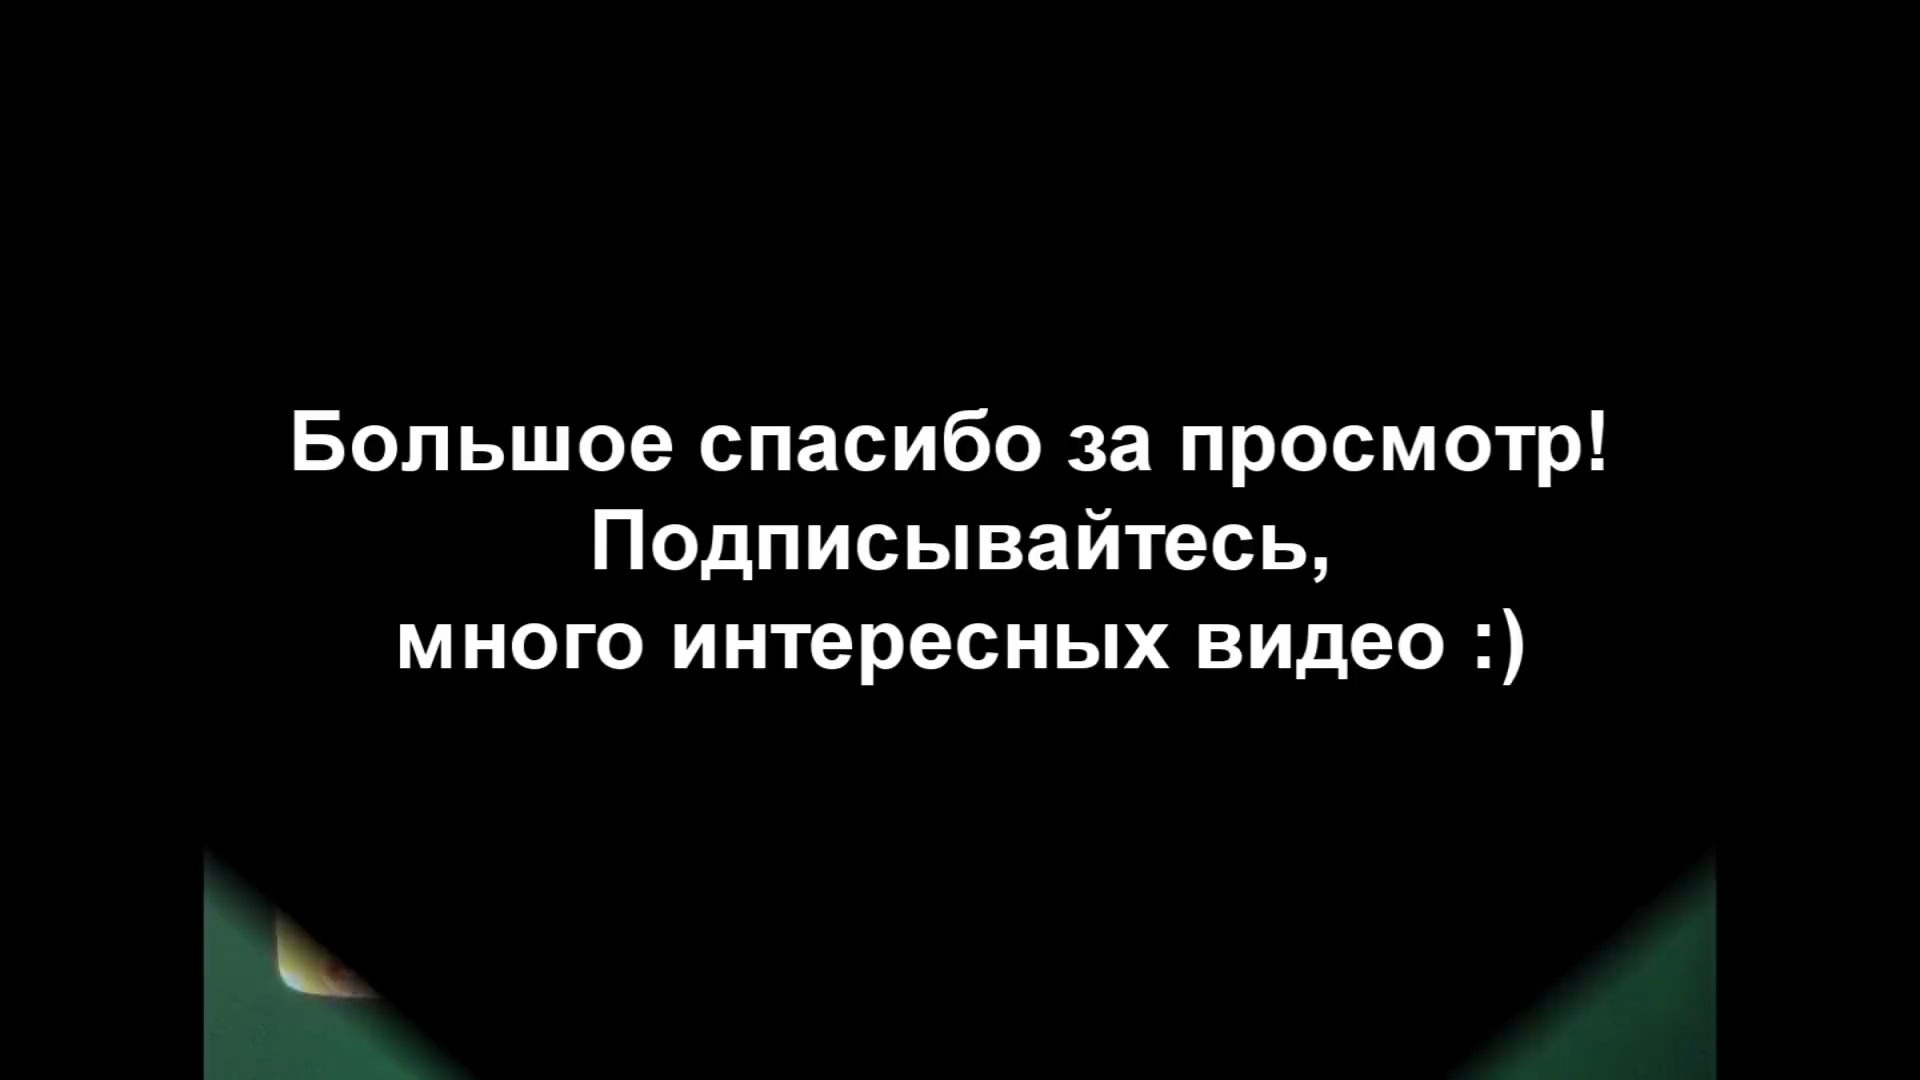 Большое спасибо за просмотр!
Подписывайтесь,
много интересных видео :)